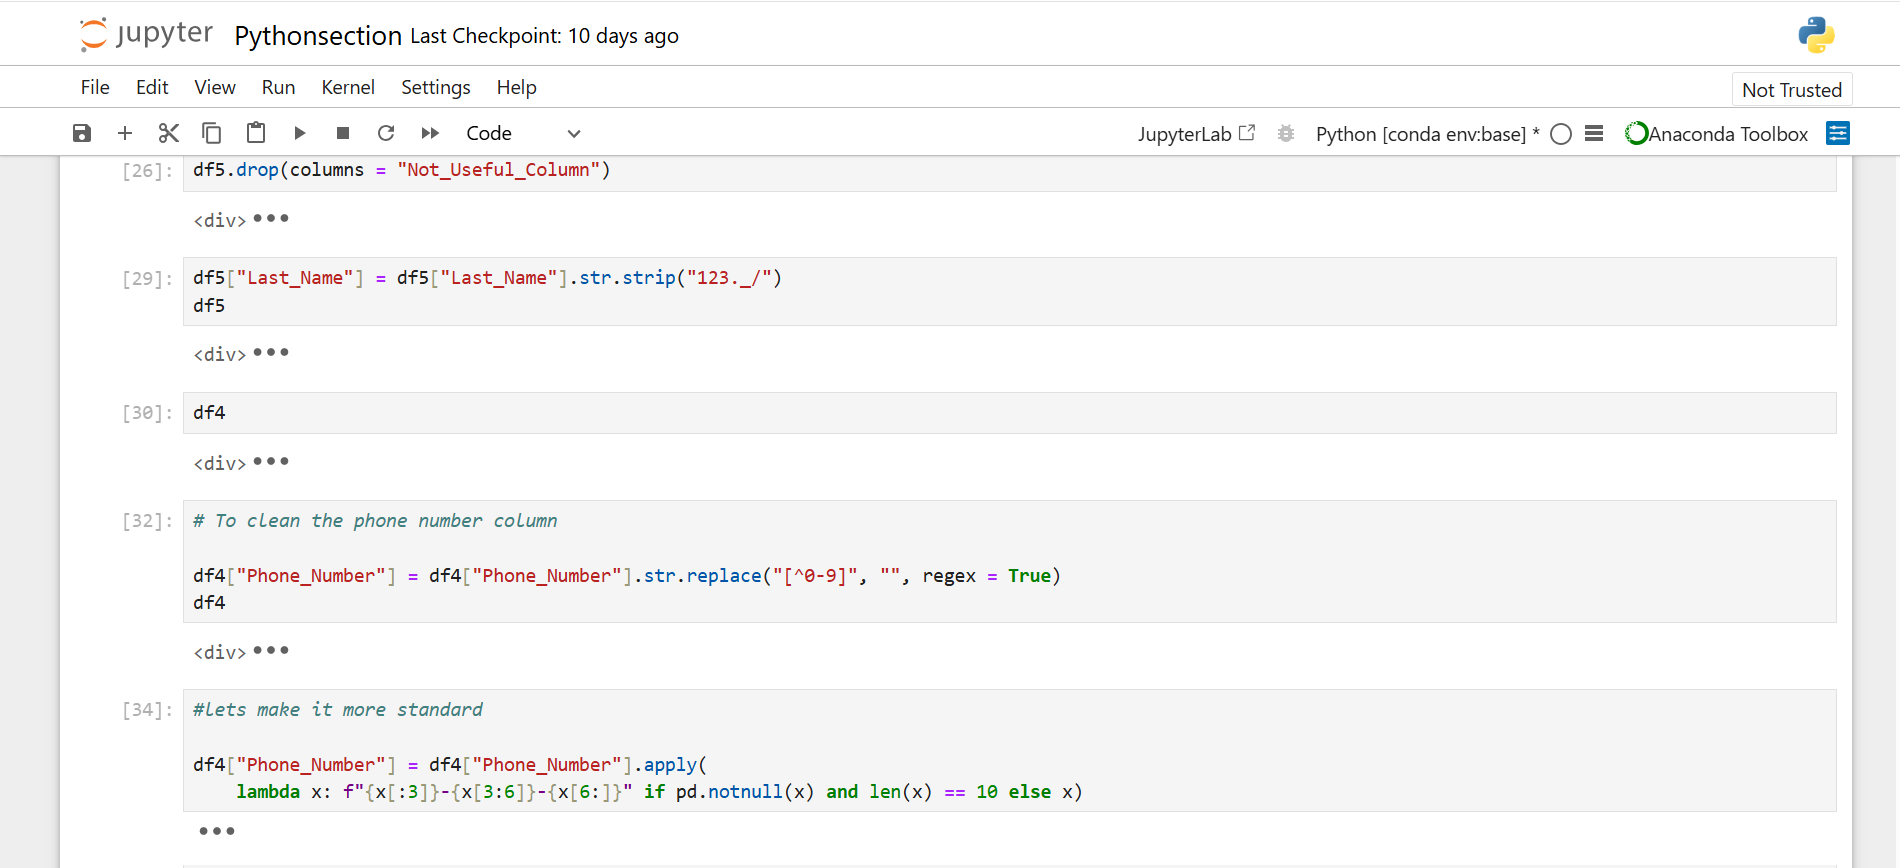 jupyter Pythonsection Last Checkpoint: 10 days ago
File Edit View Run Kernel Settings Help
Not Trusted
Code
JupyterLab Python [conda env:base] * Anaconda Toolbox
[26]: df5.drop(columns = "Not_Useful_Column")
<div>•••
[29]: df5["Last_Name"] = df5["Last_Name"].str.strip("123._/")
df5
<div>•••
[30]: df4
<div>•••
[32]: # To clean the phone number column
df4["Phone_Number"] = df4["Phone_Number"].str.replace("[^0-9]", "", regex = True)
df4
<div>•••
[34]: #lets make it more standard
df4["Phone_Number"] = df4["Phone_Number"].apply(
    lambda x: f"{x[:3]}-{x[3:6]}-{x[6:]}" if pd.notnull(x) and len(x) == 10 else x)
•••